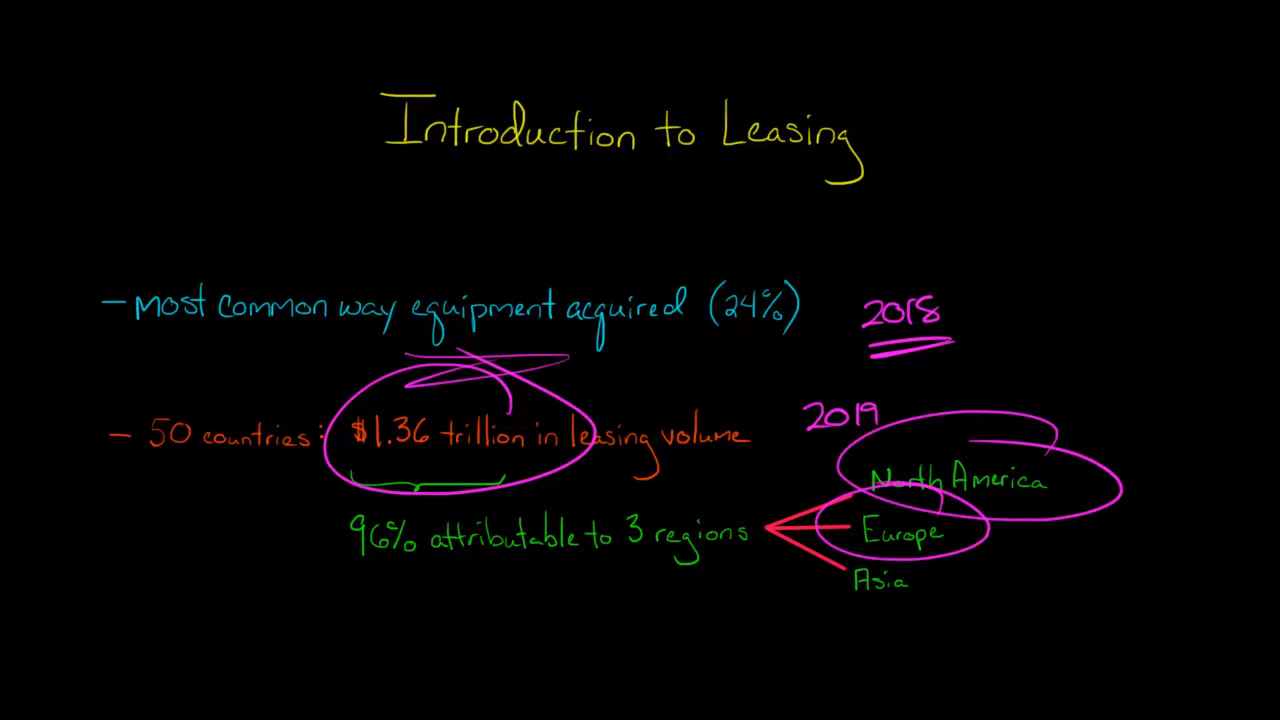 Introduction to Leasing
- most common way equipment acquired (24%)
2018
- 50 countries: $1.36 trillion in leasing volume
2019
North America
96% attributable to 3 regions
Europe
Asia